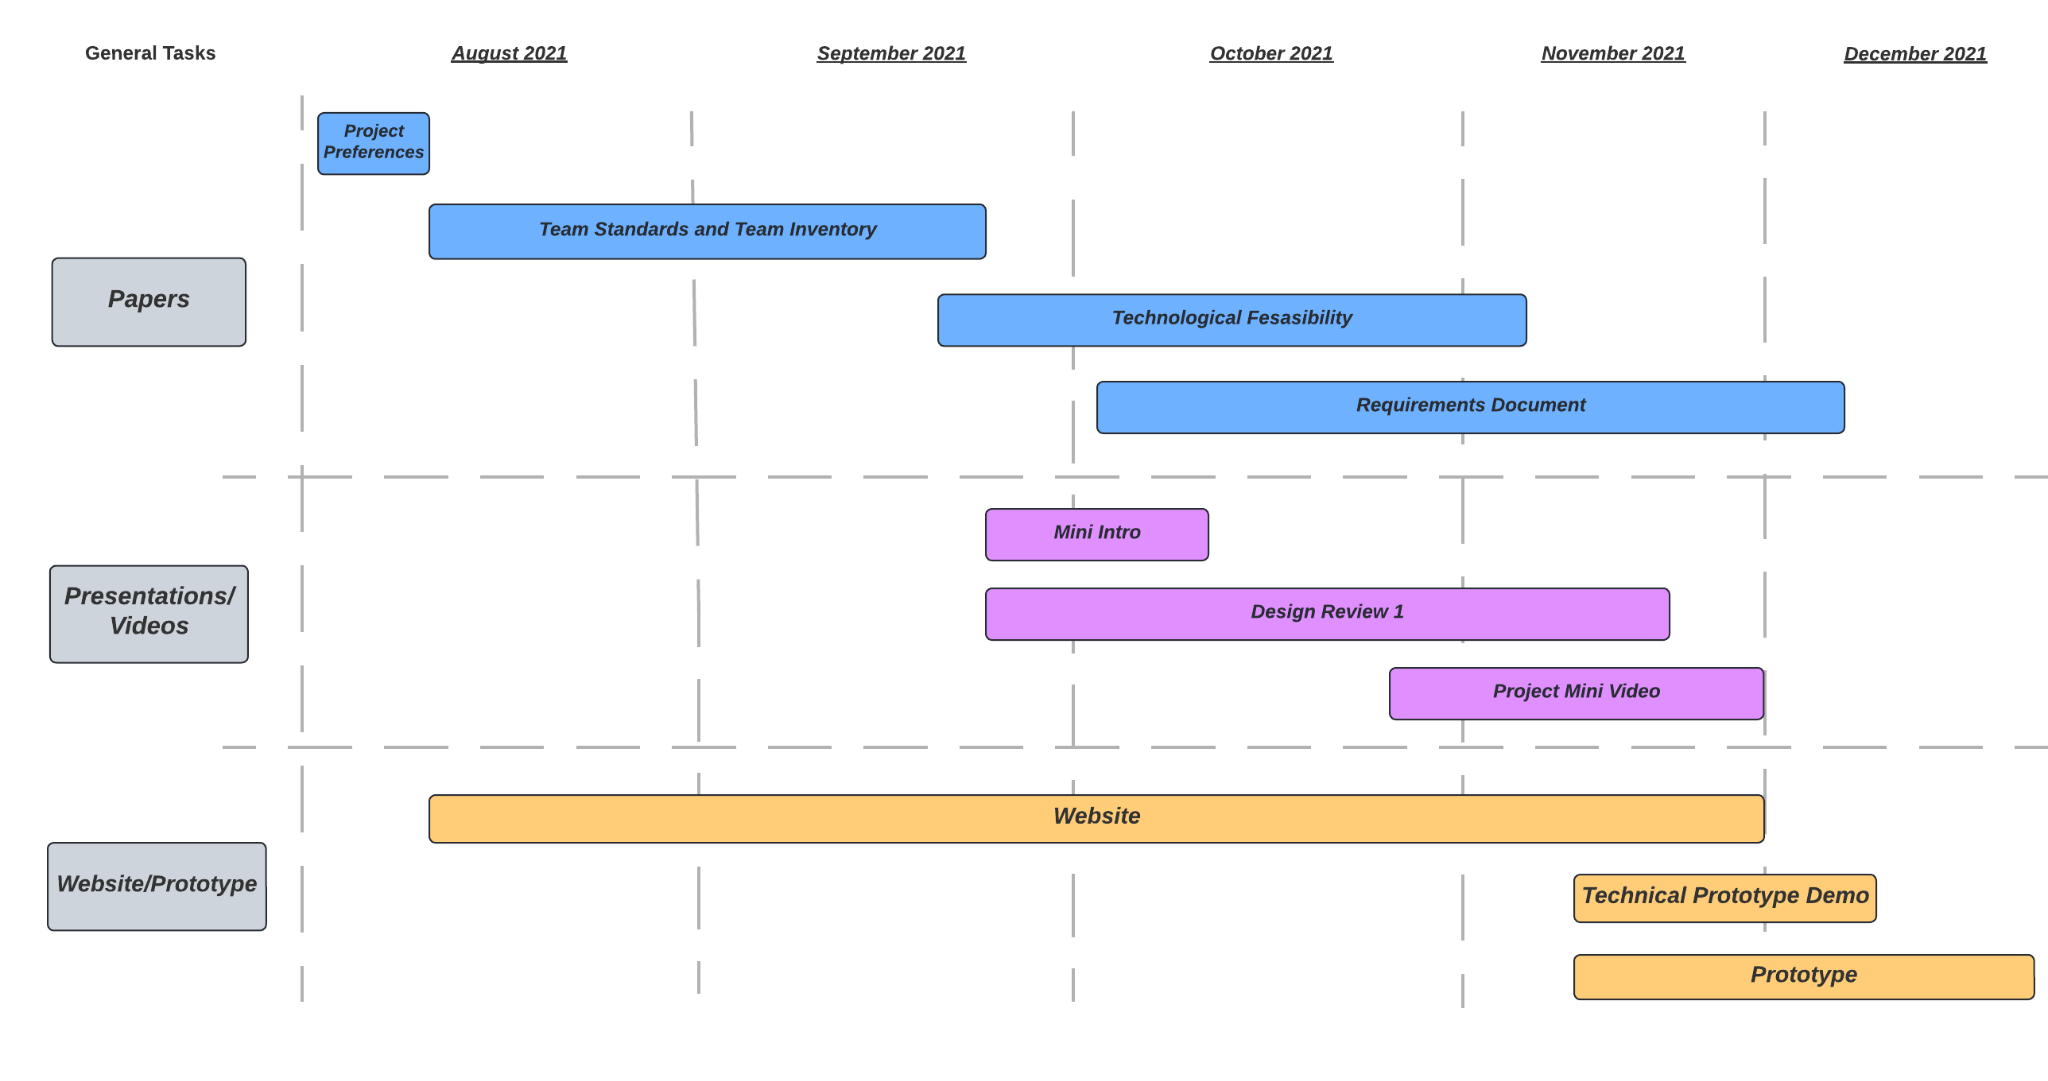 General Tasks
August 2021
September 2021
October 2021
November 2021
December 2021
Project
Preferences
Team Standards and Team Inventory
Papers
Technological Fesasibility
Requirements Document
Mini Intro
Presentations/
Videos
Design Review 1
Project Mini Video
Website
Website/Prototype
Technical Prototype Demo
Prototype